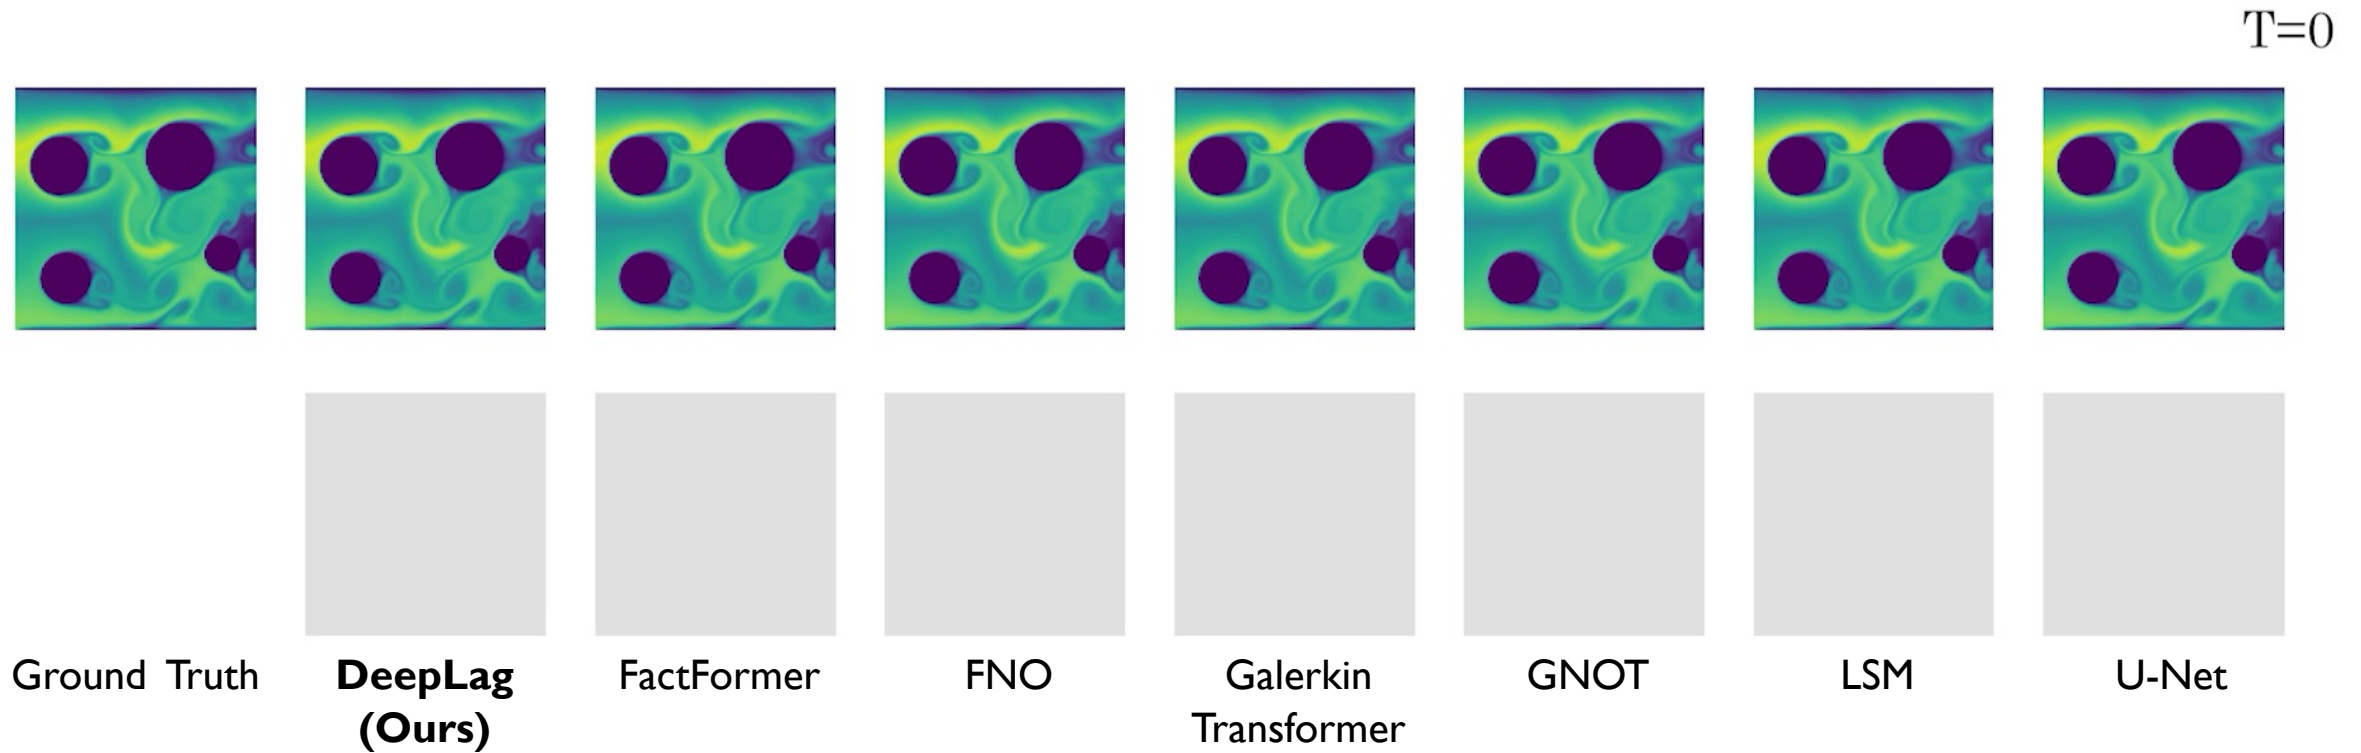 T=0
Ground Truth
DeepLag
(Ours)
FactFormer
FNO
Galerkin
Transformer
GNOT
LSM
U-Net